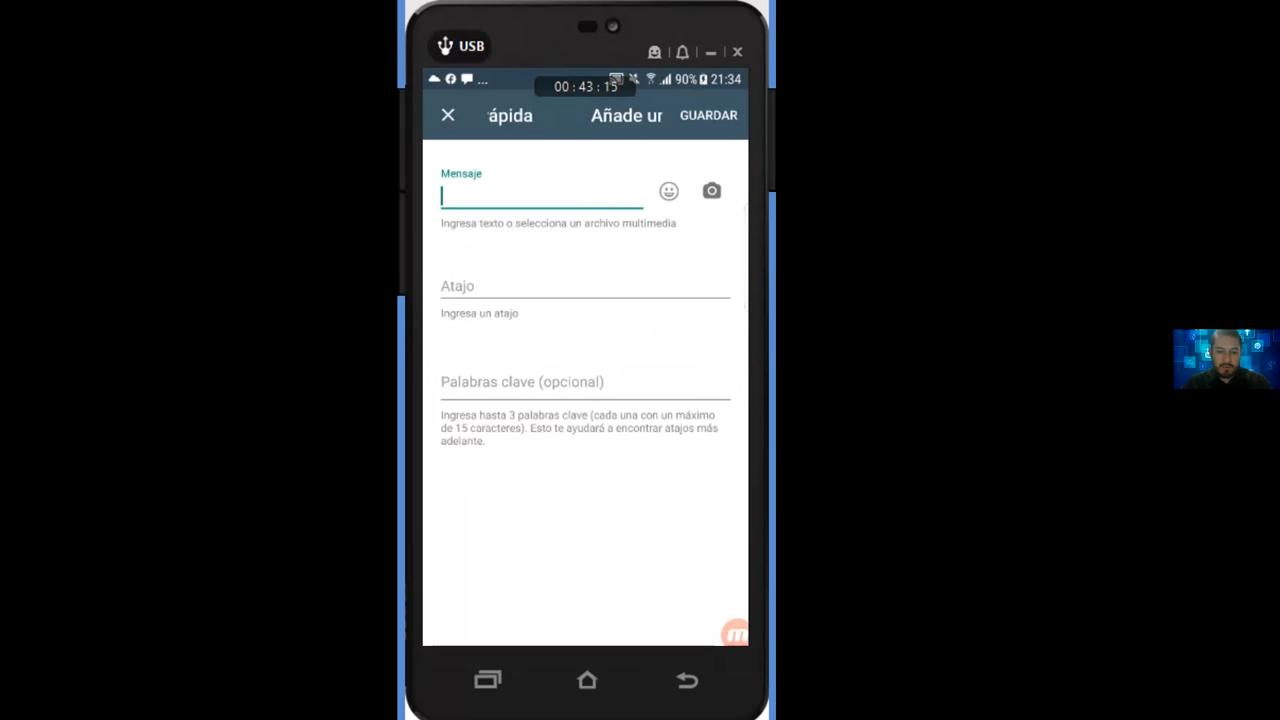 USB
... 90% 21:34
00:43:15
ápida Añade un GUARDAR
Mensaje
Ingresa texto o selecciona un archivo multimedia
Atajo
Ingresa un atajo
Palabras clave (opcional)
Ingresa hasta 3 palabras clave (cada una con un máximo
de 15 caracteres). Esto te ayudará a encontrar atajos más
adelante.